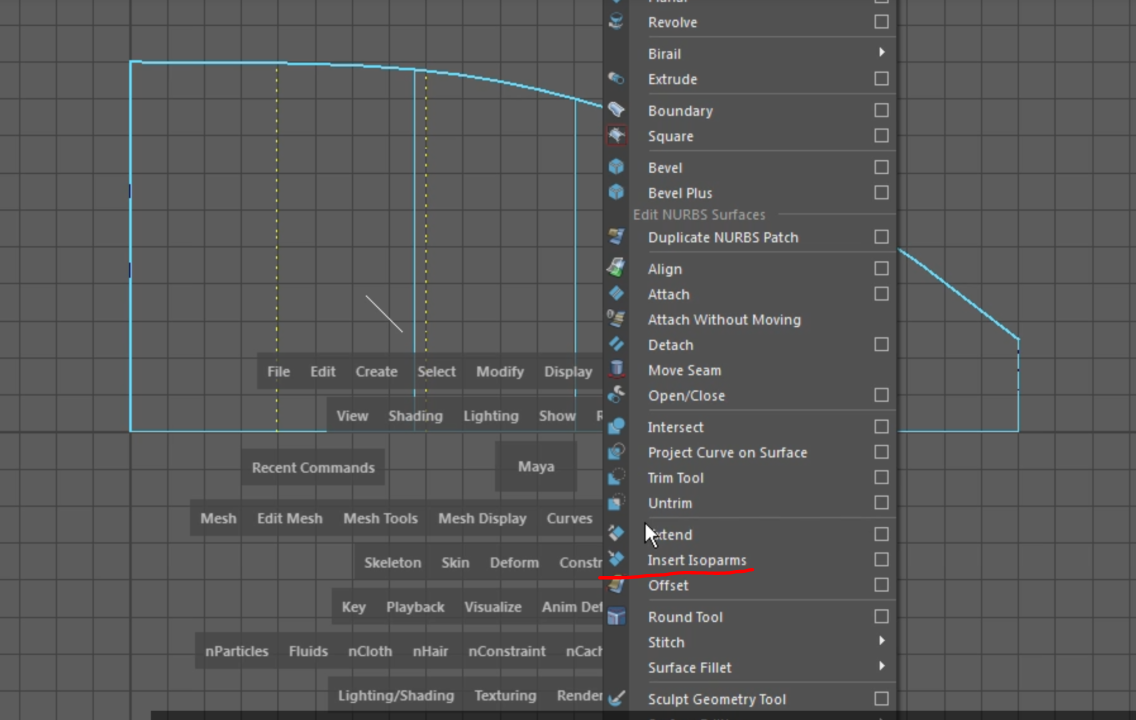 Planar
Revolve
Birail
Extrude
Boundary
Square
Bevel
Bevel Plus
Edit NURBS Surfaces
Duplicate NURBS Patch
Align
Attach
Attach Without Moving
Detach
Move Seam
Open/Close
Intersect
Project Curve on Surface
Trim Tool
Untrim
xtend
Insert Isoparms
Offset
Round Tool
Stitch
Surface Fillet
Sculpt Geometry Tool
File Edit Create Select Modify Display
View Shading Lighting Show
Recent Commands Maya
Mesh Edit Mesh Mesh Tools Mesh Display Curves
Skeleton Skin Deform Constr
Key Playback Visualize Anim Def
nParticles Fluids nCloth nHair nConstraint nCach
Lighting/Shading Texturing Render